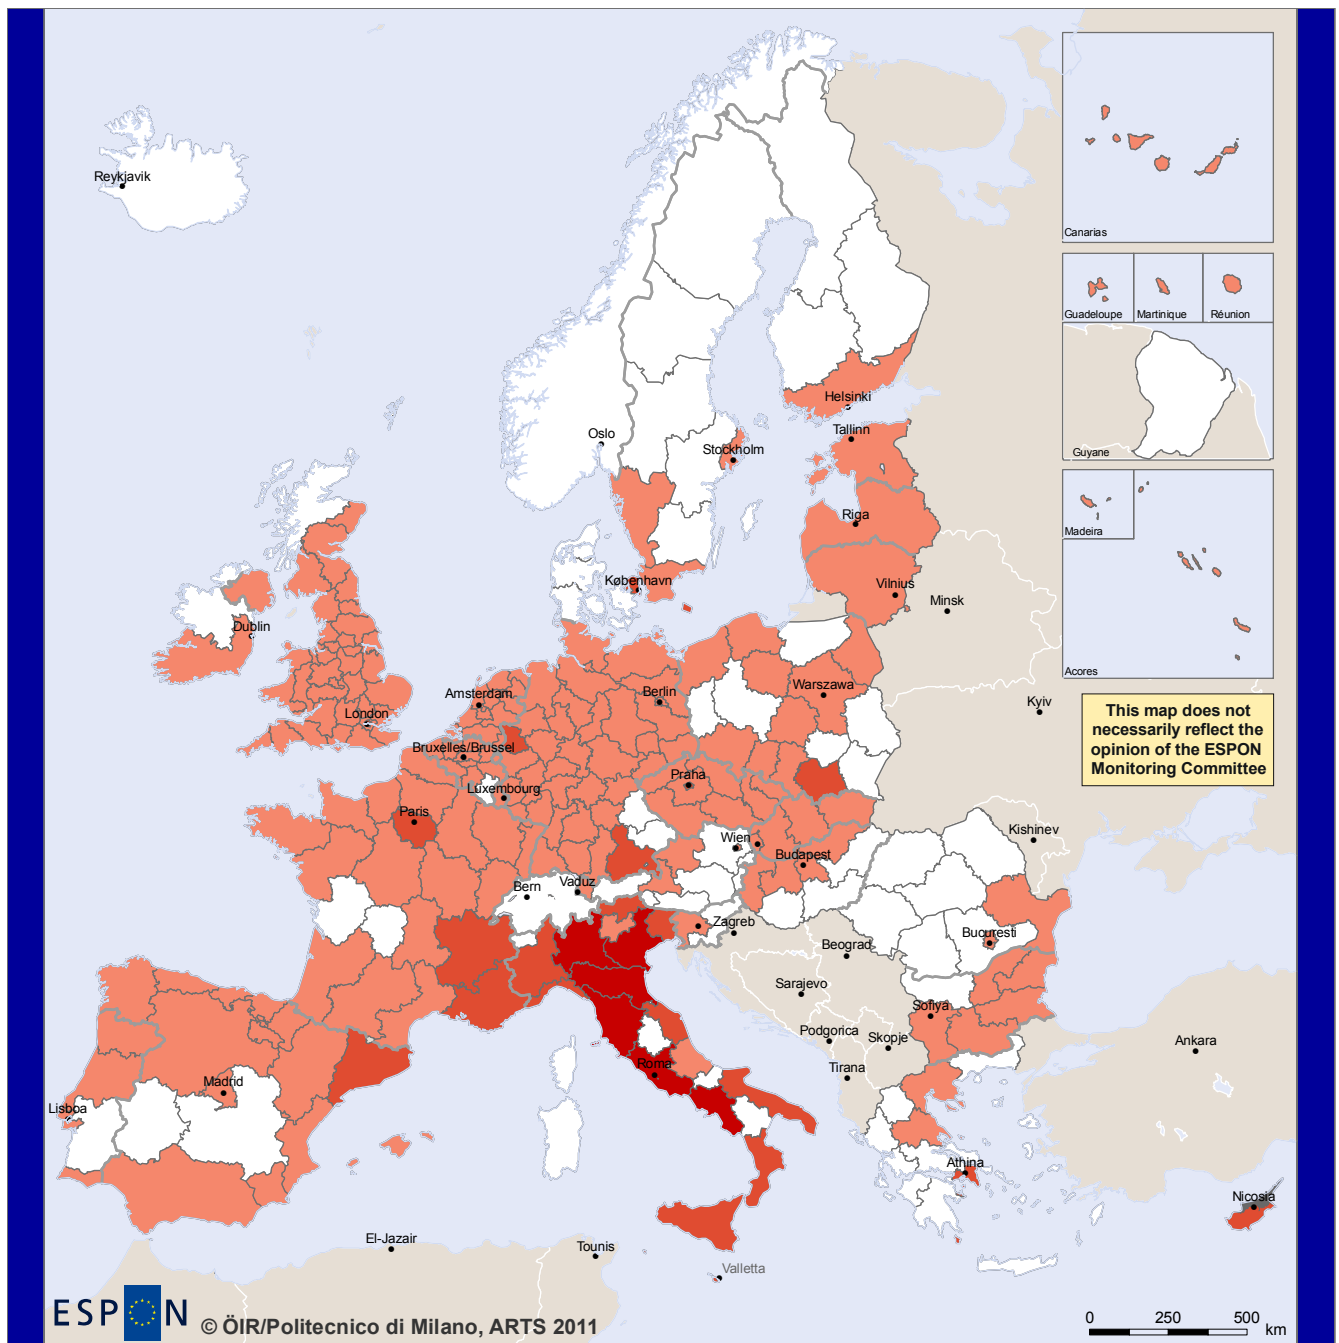 Reykjavik
Canarias
Guadeloupe
Martinique
Réunion
Helsinki
Oslo
Tallinn
Stockholm
Guyane
Riga
Madeira
København
Vilnius
Minsk
Dublin
Acores
Amsterdam
Berlin
Warszawa
London
Kyiv
This map does not
necessarily reflect the
opinion of the ESPON
Monitoring Committee
Bruxelles/Brussel
Praha
Luxembourg
Paris
Kishinev
Wien
Budapest
Bern
Vaduz
Zagreb
Bucuresti
Beograd
Sarajevo
Sofiya
Podgorica
Skopje
Ankara
Roma
Tirana
Madrid
Lisboa
Athina
Nicosia
El-Jazair
Tounis
Valletta
ESPON
© ÖIR/Politecnico di Milano, ARTS 2011
0 250 500
km